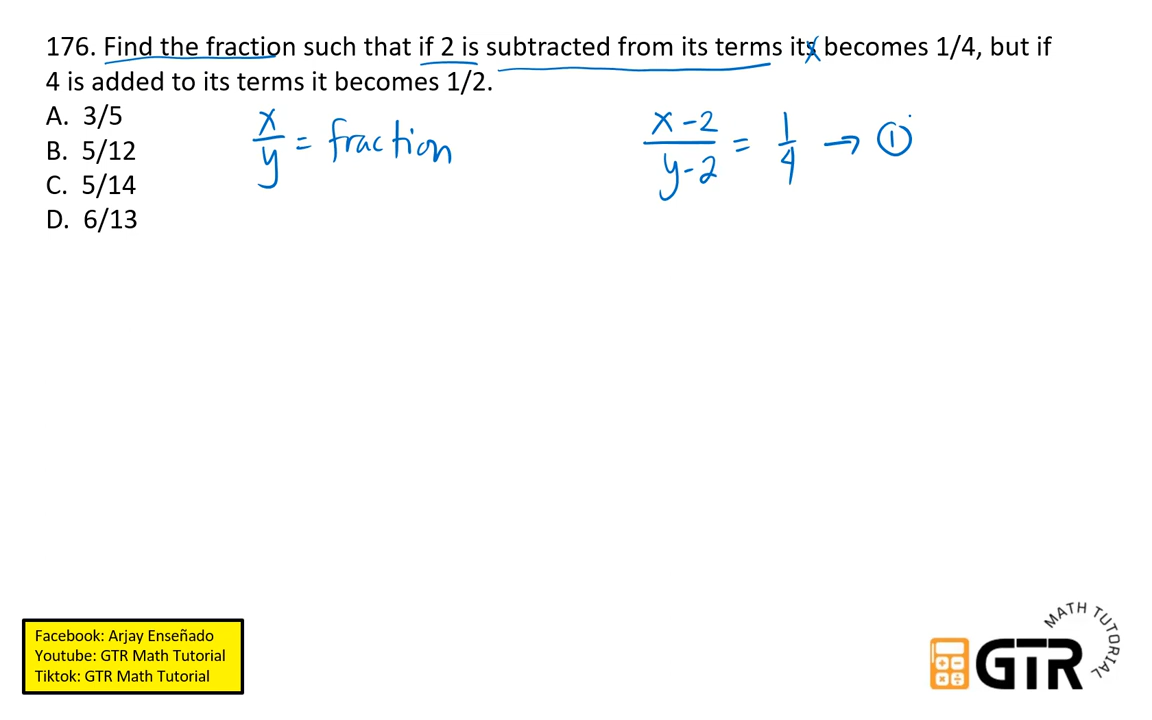 176. Find the fraction such that if 2 is subtracted from its terms its becomes 1/4, but if
4 is added to its terms it becomes 1/2.
A. 3/5
B. 5/12
C. 5/14
D. 6/13
x/y = fraction
x-2/y-2 = 1/4 → ①
Facebook: Arjay Enseñado
Youtube: GTR Math Tutorial
Tiktok: GTR Math Tutorial
GTR
MATH TUTORIAL